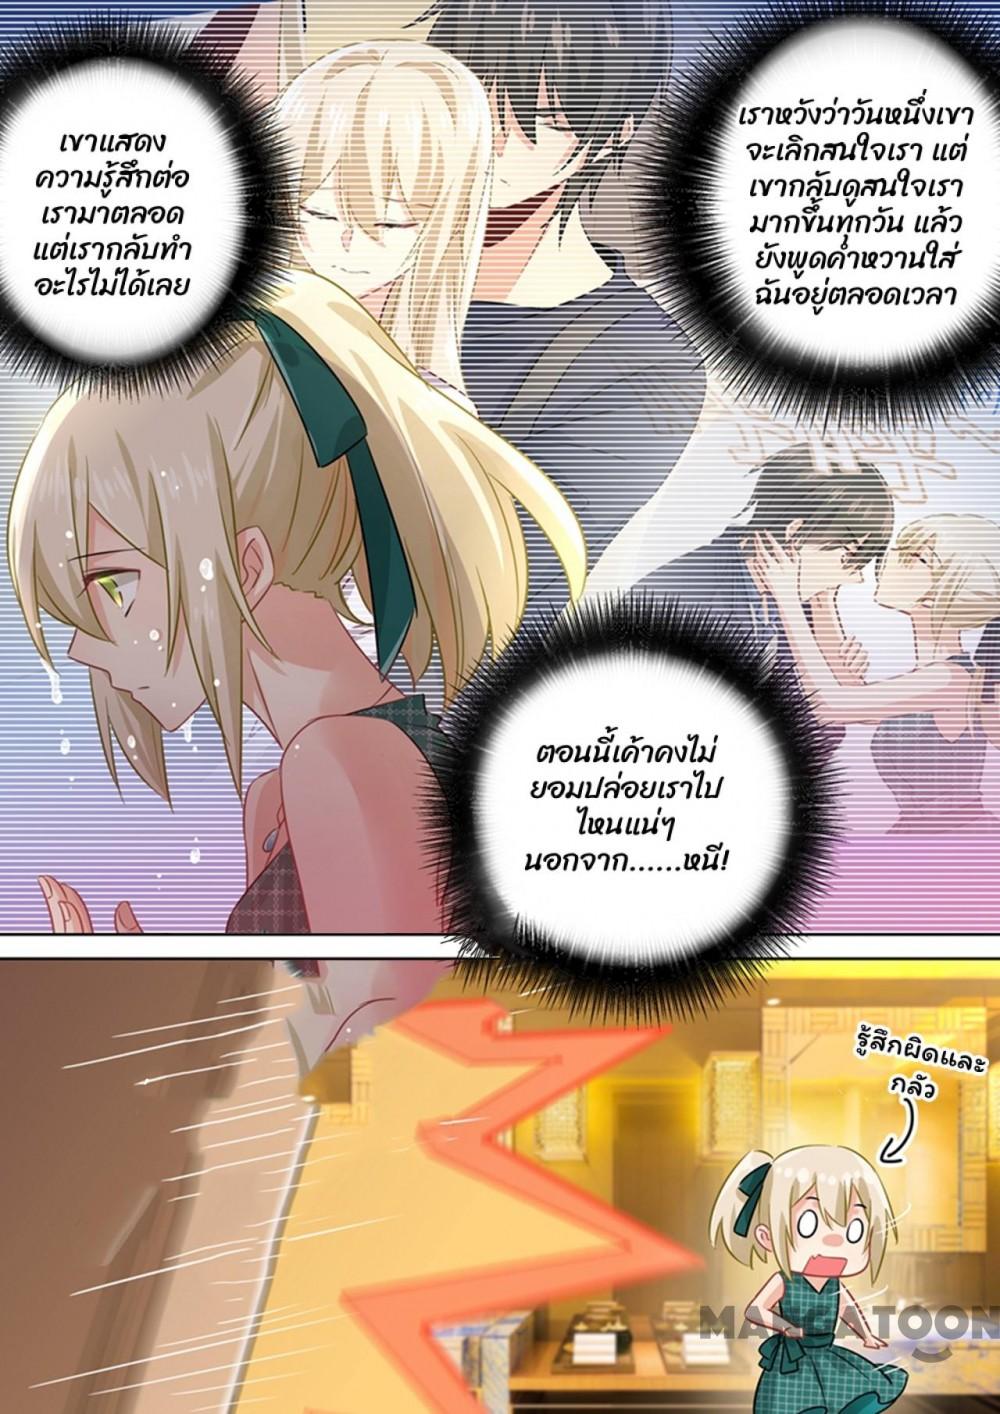 เราหวังว่าวันหนึ่งเขา
จะเลิกสนใจเรา แต่
เขากลับดูสนใจเรา
มากขึ้นทุกวัน แล้ว
ยังพูดคำหวานใส่
ฉันอยู่ตลอดเวลา
เขาแสดง
ความรู้สึกต่อ
เรามาตลอด
แต่เรากลับทำ
อะไรไม่ได้เลย
ตอนนี้เค้าคงไม่
ยอมปล่อยเราไป
ไหนแน่ๆ
นอกจาก......หนี!
รู้สึกผิดและ
กลัว
MANGATOON